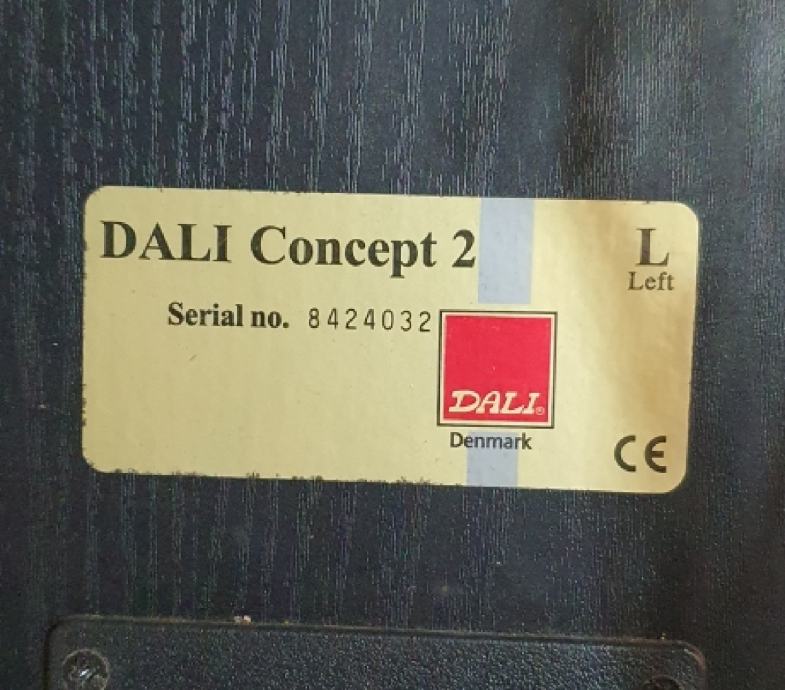 DALI Concept 2
L
Left
Serial no. 8424032
DALI®
Denmark
CE